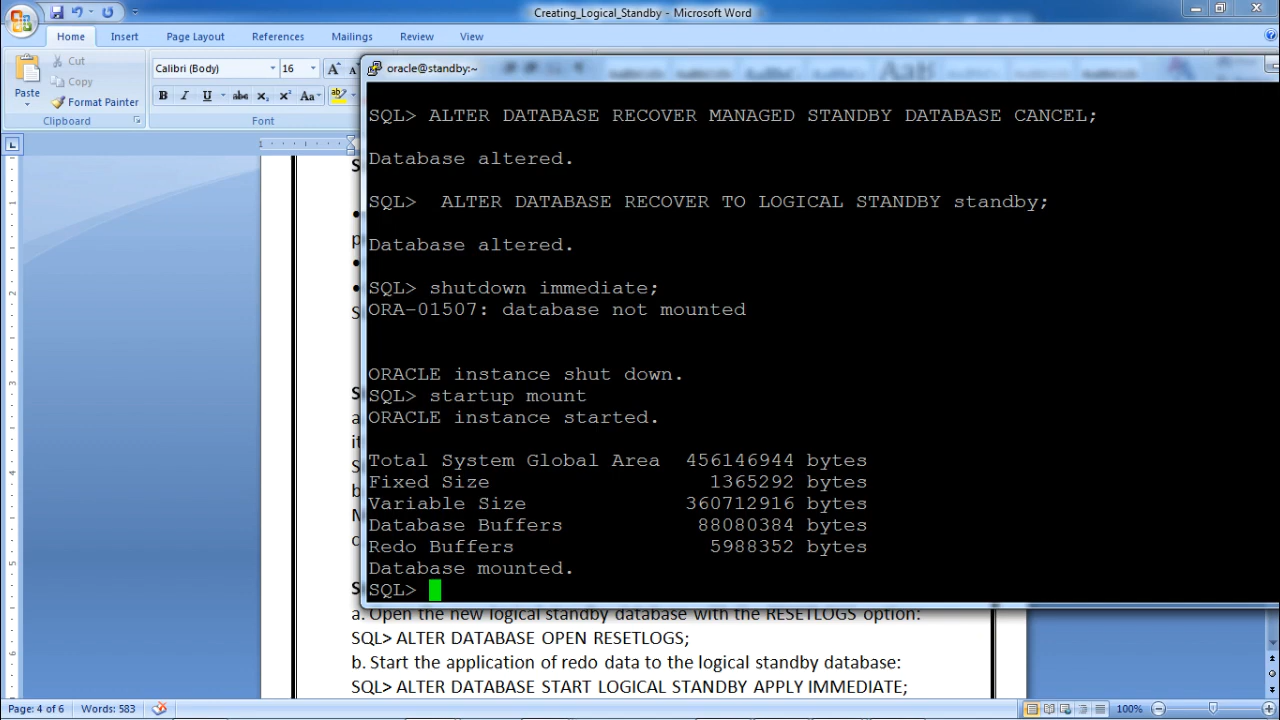 Creating_Logical_Standby - Microsoft Word
Home Insert Page Layout References Mailings Review View
Cut
Copy
Format Painter
Paste
Clipboard
Calibri (Body) 16
B I U abc x₂ x² Aa
Font
oracle@standby:~
SQL> ALTER DATABASE RECOVER MANAGED STANDBY DATABASE CANCEL;
Database altered.
SQL> ALTER DATABASE RECOVER TO LOGICAL STANDBY standby;
Database altered.
SQL> shutdown immediate;
ORA-01507: database not mounted
ORACLE instance shut down.
SQL> startup mount
ORACLE instance started.
Total System Global Area 456146944 bytes
Fixed Size 1365292 bytes
Variable Size 360712916 bytes
Database Buffers 88080384 bytes
Redo Buffers 5988352 bytes
Database mounted.
SQL>
a. Open the new logical standby database with the RESETLOGS option:
SQL> ALTER DATABASE OPEN RESETLOGS;
b. Start the application of redo data to the logical standby database:
SQL> ALTER DATABASE START LOGICAL STANDBY APPLY IMMEDIATE;
Page: 4 of 6 Words: 583 100%